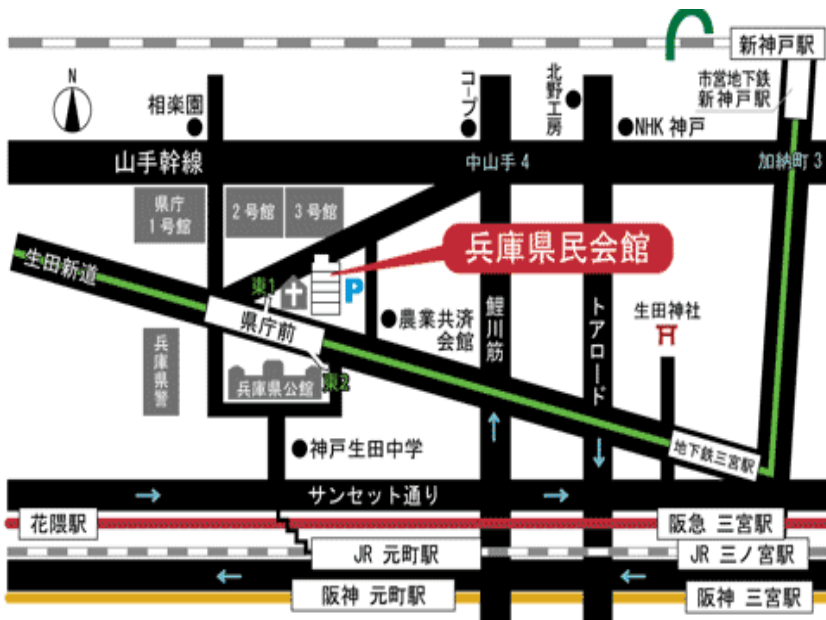 新神戸駅
N
相楽園
コープ
北野工房
市営地下鉄
新神戸駅
NHK 神戸
山手幹線
中山手4
加納町3
県庁
1号館
2号館
3号館
兵庫県民会館
生田新道
東1
P
県庁前
農業共済
会館
鯉川筋
トアロード
生田神社
兵庫県警
兵庫県公館
東2
神戸生田中学
地下鉄三宮駅
サンセット通り
花隈駅
阪急 三宮駅
JR 元町駅
JR 三ノ宮駅
阪神 元町駅
阪神 三宮駅